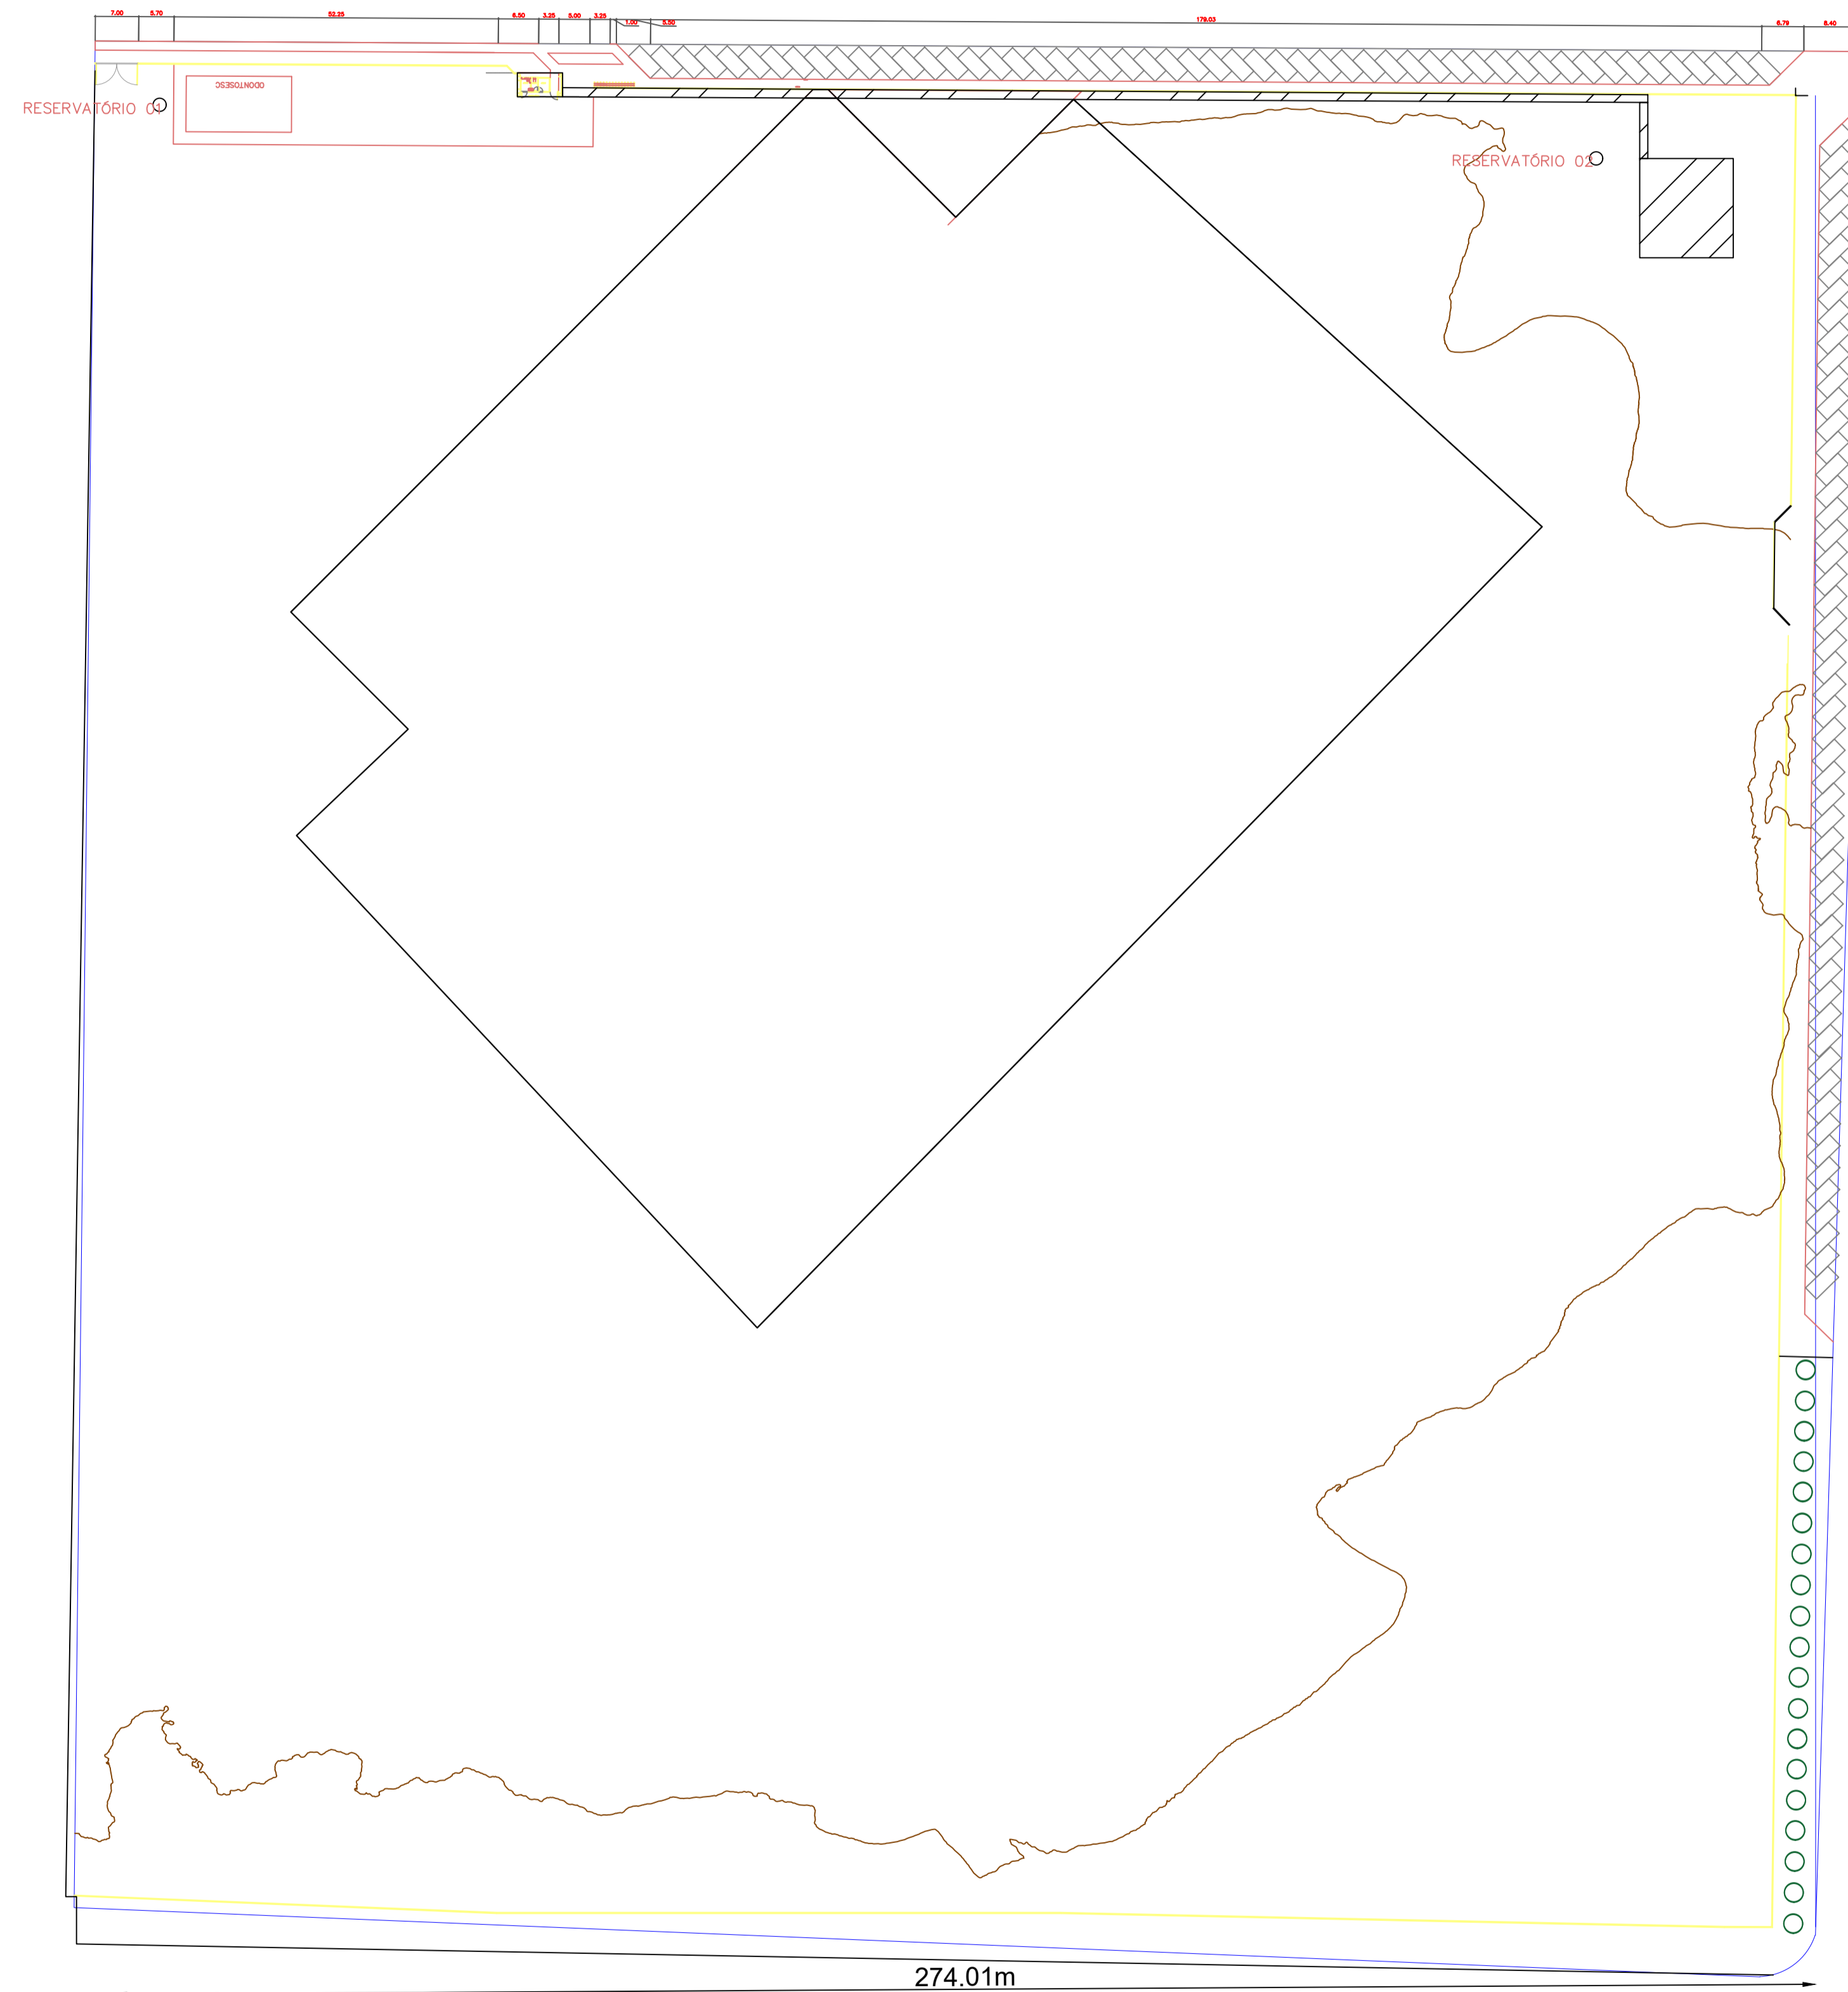 7.00 5.70 52.25 6.50 3.25 5.00 3.25 1.00 5.50 179.03 6.79 8.40
ODONTOSESC
RESERVATÓRIO 01
RESERVATÓRIO 02
274.01m